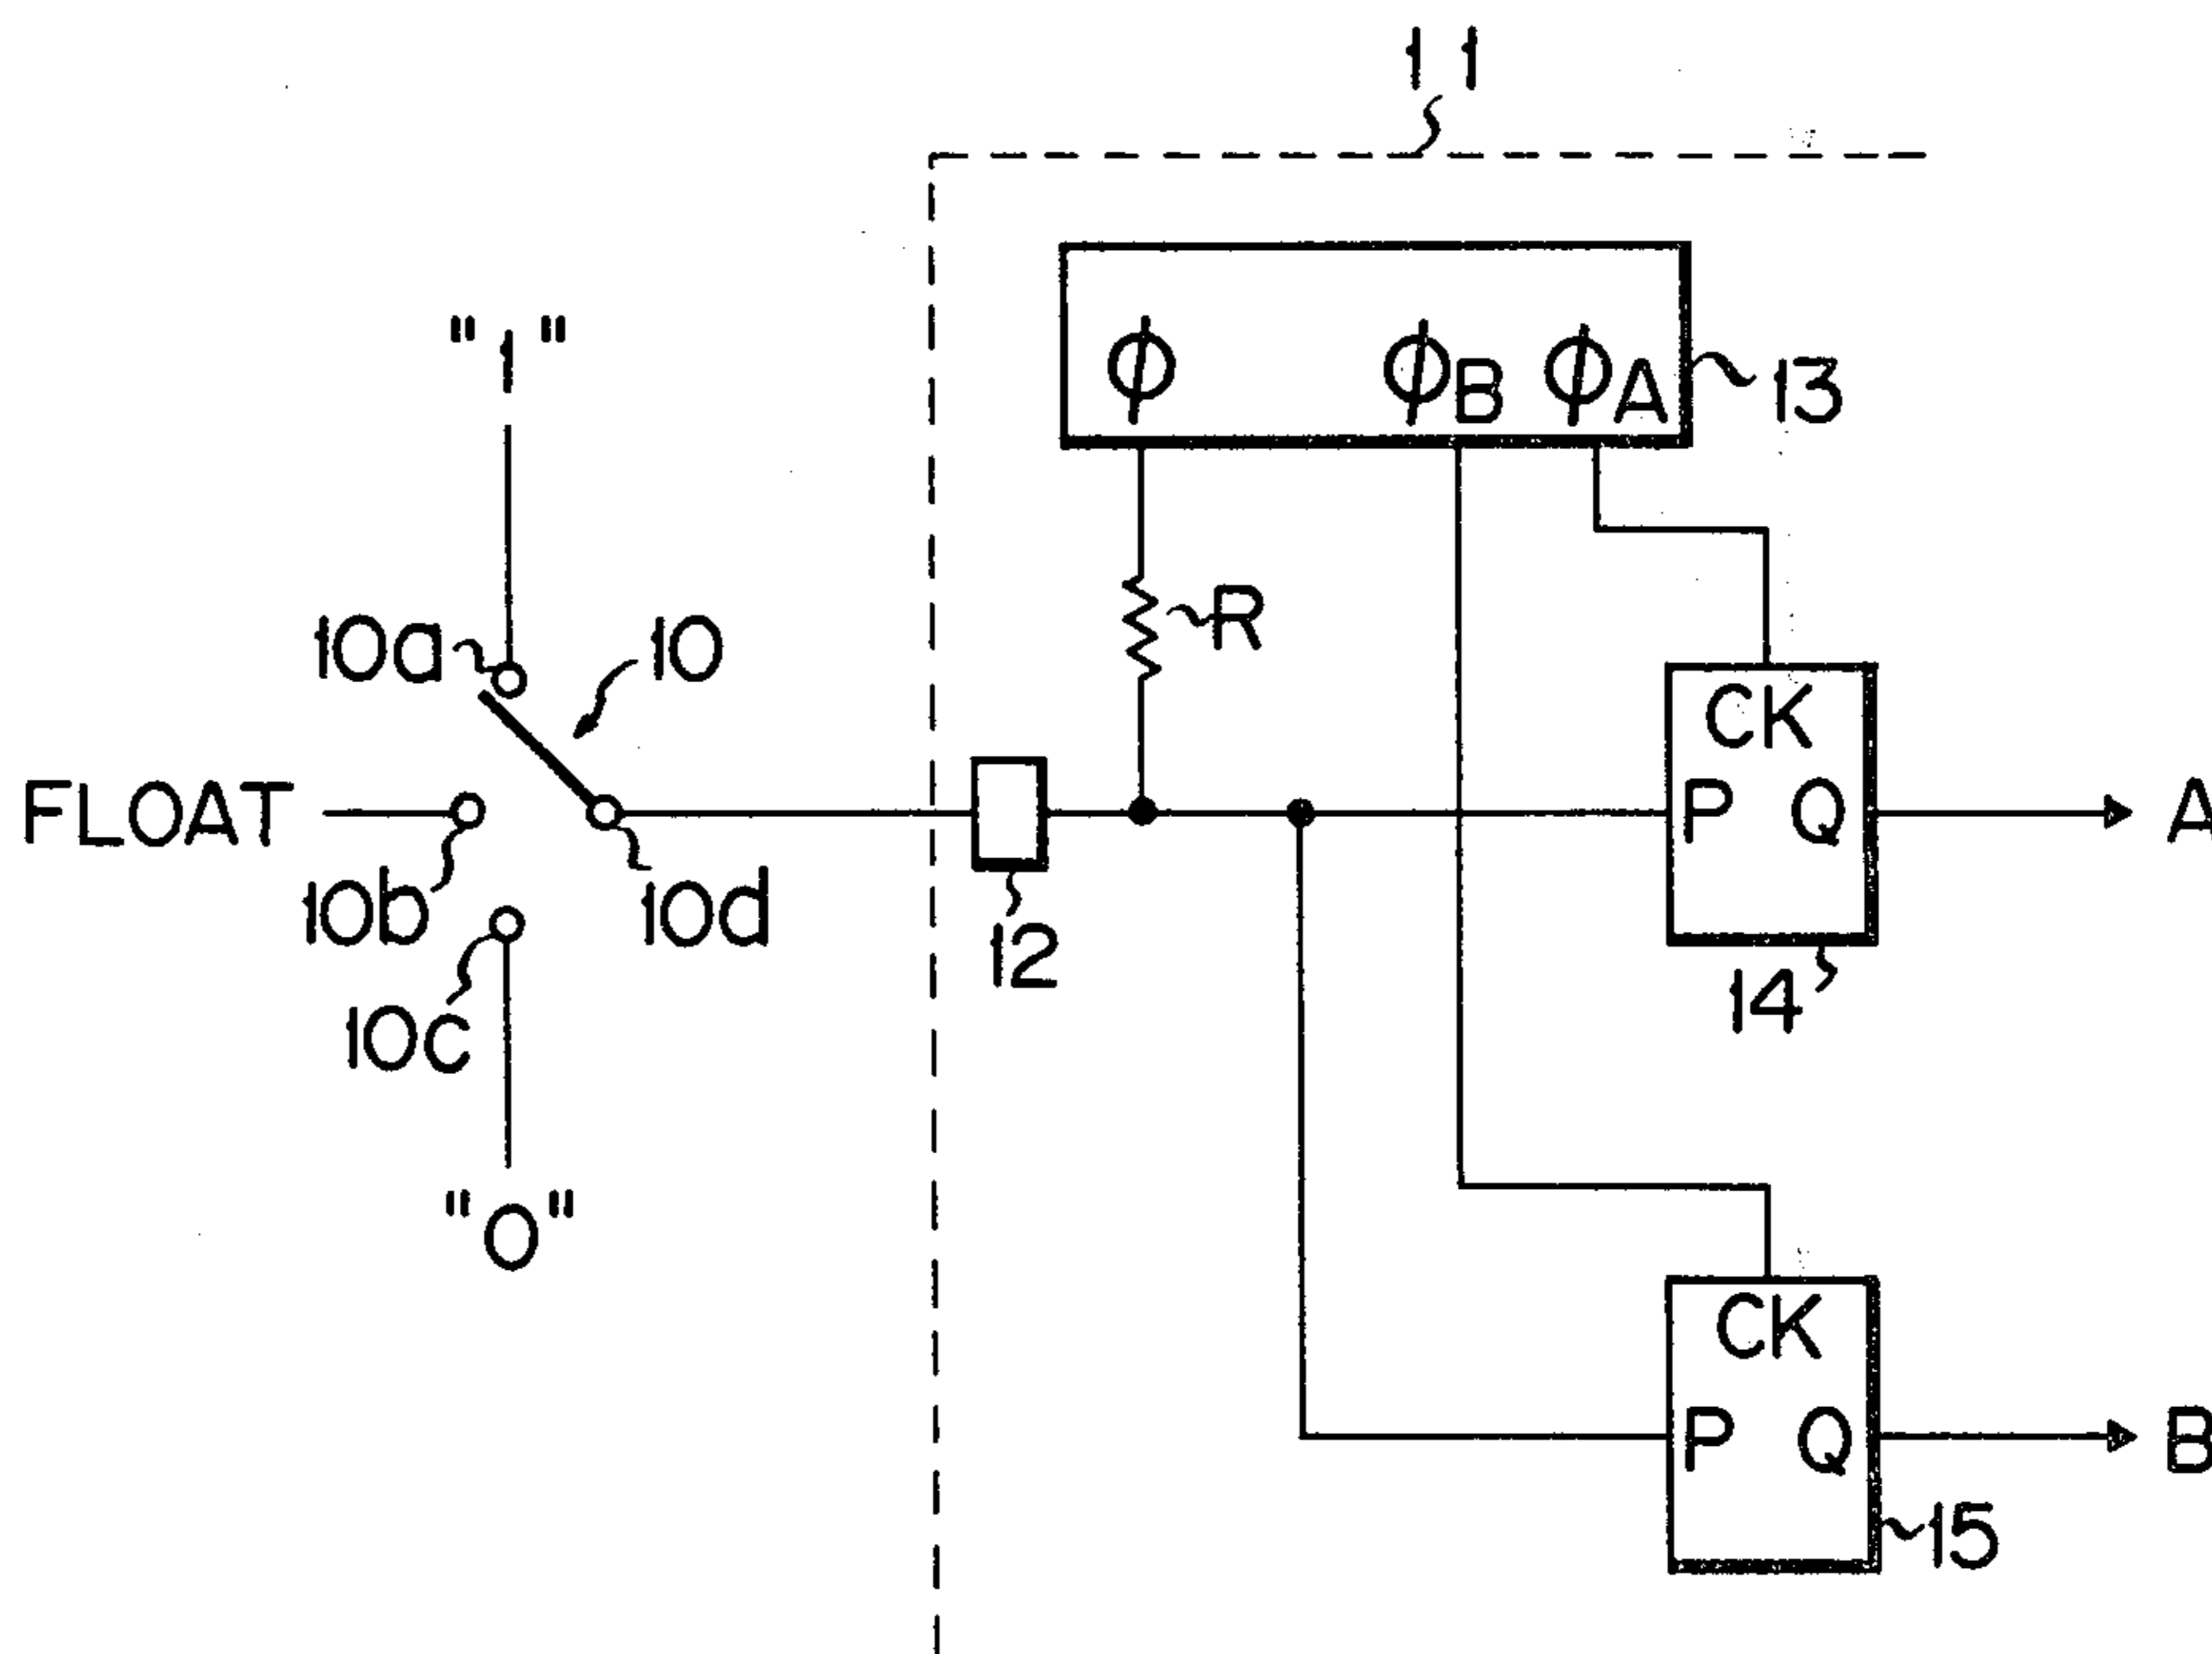 11
"1"
ϕ ϕB ϕA
13
10a
10
R
CK
FLOAT
P Q
A
10b
10d
12
10c
14
"0"
CK
P Q
B
15